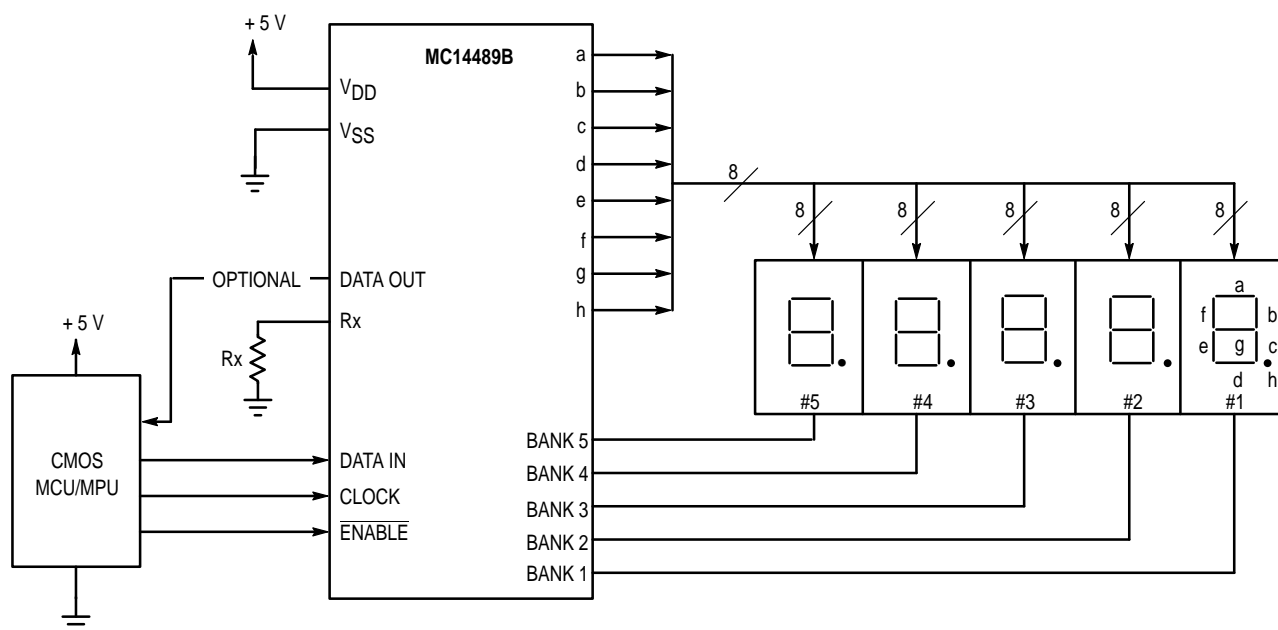 + 5 V
MC14489B
VDD
VSS
a
b
c
d
e
f
g
h
8
8
8
8
8
8
OPTIONAL
DATA OUT
Rx
Rx
+ 5 V
CMOS
MCU/MPU
DATA IN
CLOCK
ENABLE
BANK 5
BANK 4
BANK 3
BANK 2
BANK 1
a
f
b
e
g
c
d
h
#5
#4
#3
#2
#1